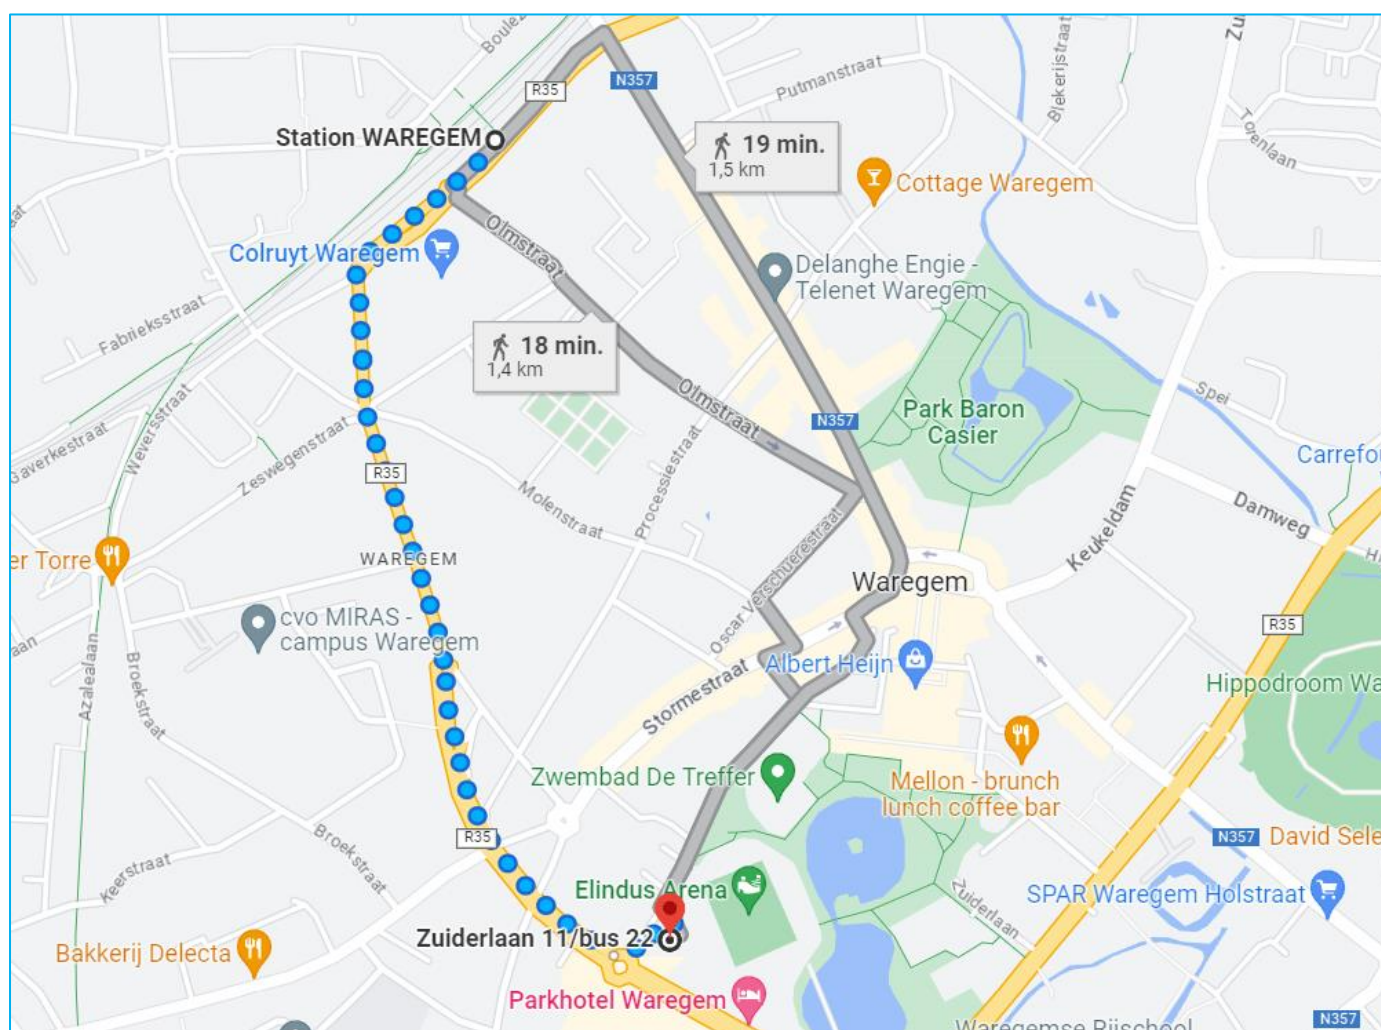 Boulez
Zu
N357
R35
Putmanstraat
Blekerijstraat
Torenlaan
Station WAREGEM
19 min.
1,5 km
Cottage Waregem
Olmstraat
Colruyt Waregem
Delanghe Engie -
Telenet Waregem
Fabrieksstraat
18 min.
1,4 km
Olmstraat
N357
Park Baron
Casier
Spei
Weversstraat
Gaverkestraat
Zeswegenstraat
R35
Processiestraat
Molenstraat
Carrefou
Damweg
Keukeldam
er Torre
WAREGEM
Waregem
Oscar Verschuerestraat
R35
cvo MIRAS -
campus Waregem
aan
Azalealaan
Broekstraat
Albert Heijn
Stormestraat
Hippodroom Wa
Zwembad De Treffer
Mellon - brunch
lunch coffee bar
R35
Broekstraat
Keerstraat
N357
David Sele
Elindus Arena
Zuiderlaan
SPAR Waregem Holstraat
Zuiderlaan 11/bus 22
Bakkerij Delecta
Parkhotel Waregem
N357
Waregemse Rijschool